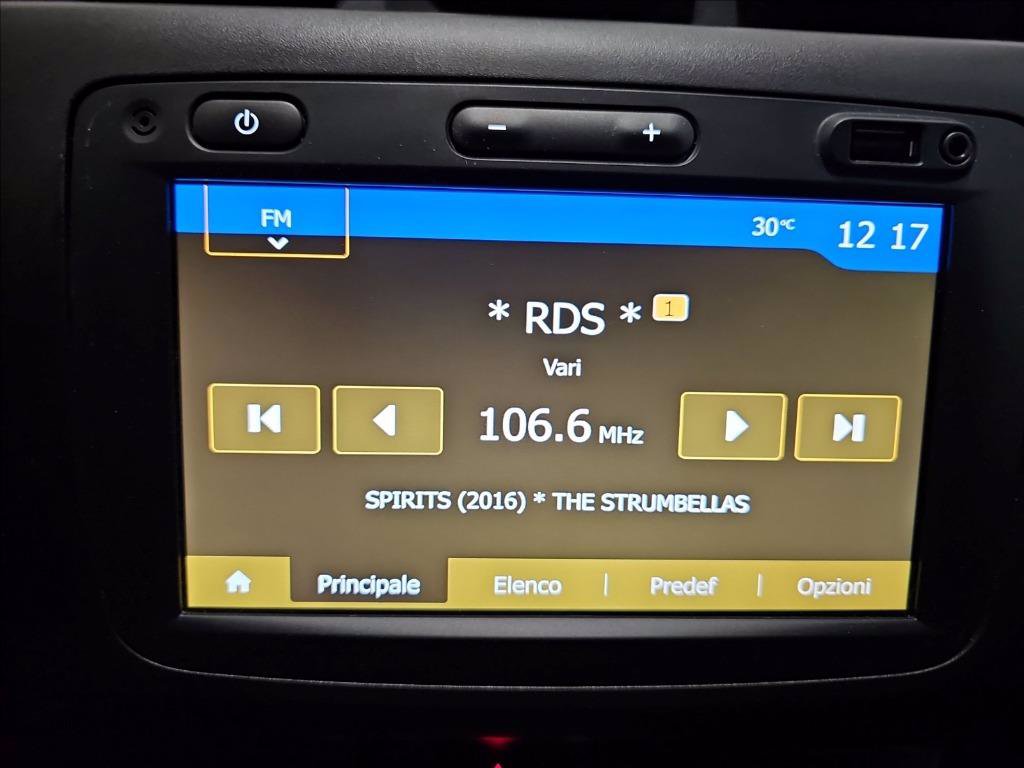 FM
30°C
12 17
* RDS * 1
Vari
106.6 MHz
SPIRITS (2016) * THE STRUMBELLAS
Principale
Elenco
Predef
Opzioni